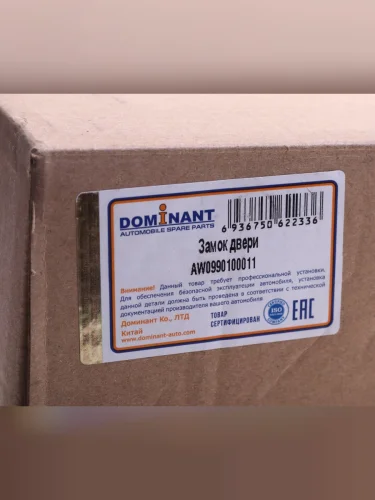 DOMINANT
AUTOMOBILE SPARE PARTS
6 936750 622336
Замок двери
AW0990100011
Внимание! Данный товар требует профессиональной установки.
Для обеспечения безопасной эксплуатации автомобиля, установка
данной детали должна быть проведена в соответствии с технической
документацией производителя вашего автомобиля
Доминант Ко., ЛТД
Китай
www.dominant-auto.com
ТОВАР
СЕРТИФИЦИРОВАН
ISO
EAC